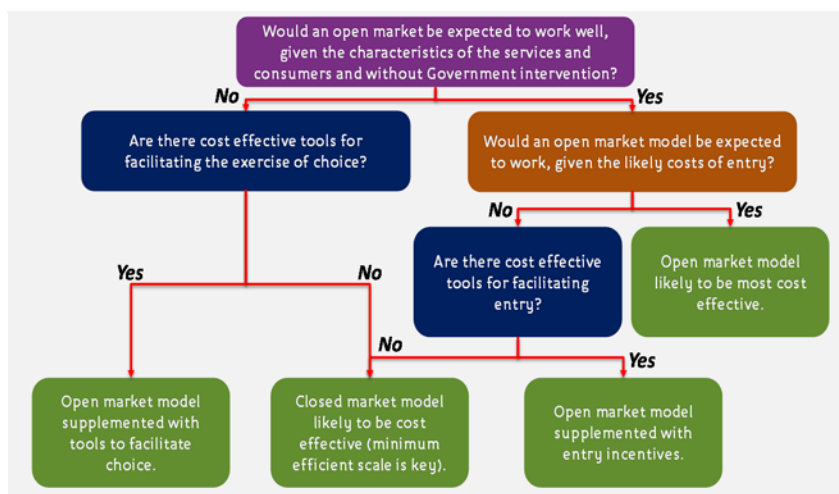 Would an open market be expected to work well,
given the characteristics of the services and
consumers and without Government intervention?
No
Yes
Are there cost effective tools for
facilitating the exercise of choice?
Would an open market model be expected
to work, given the likely costs of entry?
No
Yes
Yes
No
Are there cost effective
tools for facilitating
entry?
Open market model
likely to be most cost
effective.
No
Yes
Open market model
supplemented with
tools to facilitate
choice.
Closed market model
likely to be cost
effective (minimum
efficient scale is key).
Open market model
supplemented with
entry incentives.